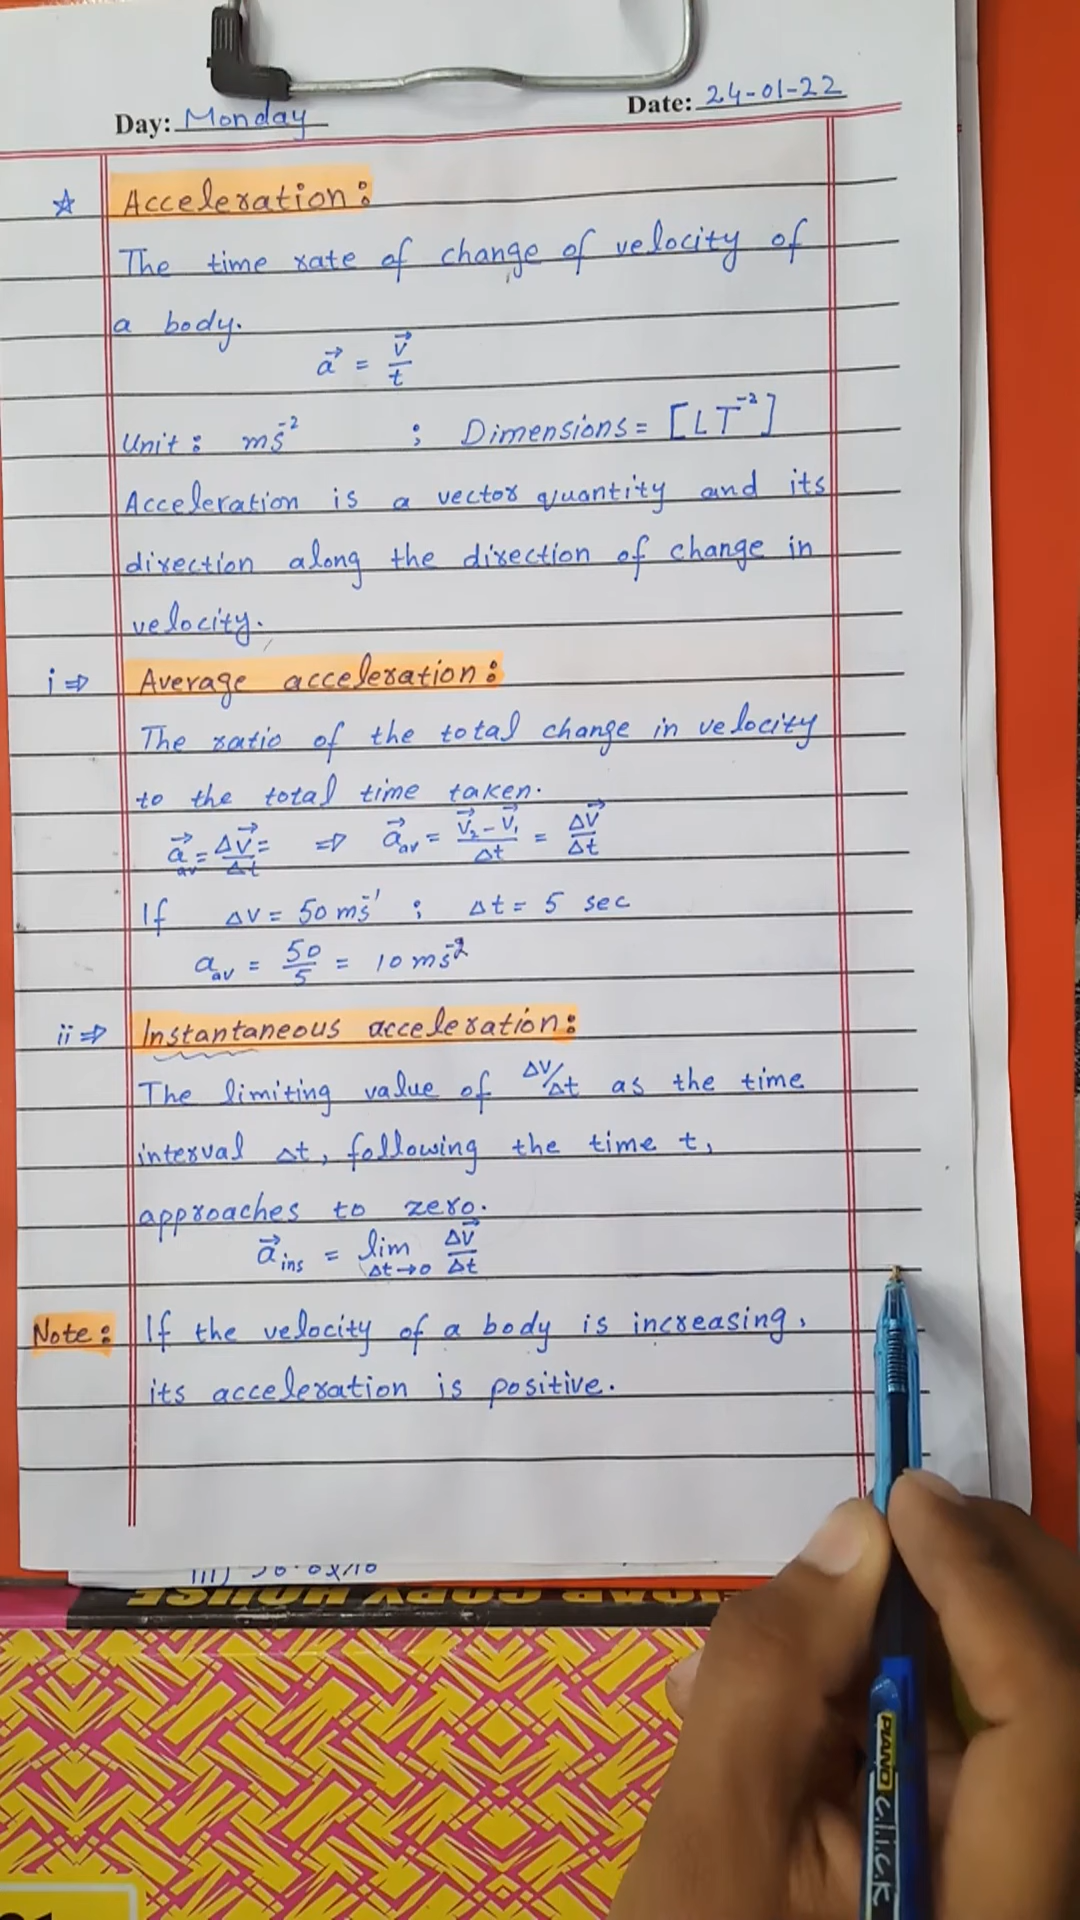 Day: Monday
Date: 24-01-22
☆ Acceleration:
The time rate of change of velocity of
a body.
a⃗ = v⃗/t
Unit: ms⁻² ; Dimensions = [LT⁻²]
Acceleration is a vector quantity and its
direction along the direction of change in
velocity.
i ⇒ Average acceleration:
The ratio of the total change in velocity
to the total time taken.
a⃗av = ΔV⃗/Δt = ⇒ a⃗av = (V⃗₂ - V⃗₁)/Δt = ΔV⃗/Δt
If ΔV = 50 ms⁻¹ ; Δt = 5 sec
aav = 50/5 = 10 ms⁻²
ii ⇒ Instantaneous acceleration:
The limiting value of ΔV/Δt as the time
interval Δt, following the time t,
approaches to zero.
a⃗ins = lim Δt→0 ΔV⃗/Δt
Note: If the velocity of a body is increasing,
its acceleration is positive.
COPY HOUSE
PIANO C.l.i.c.k